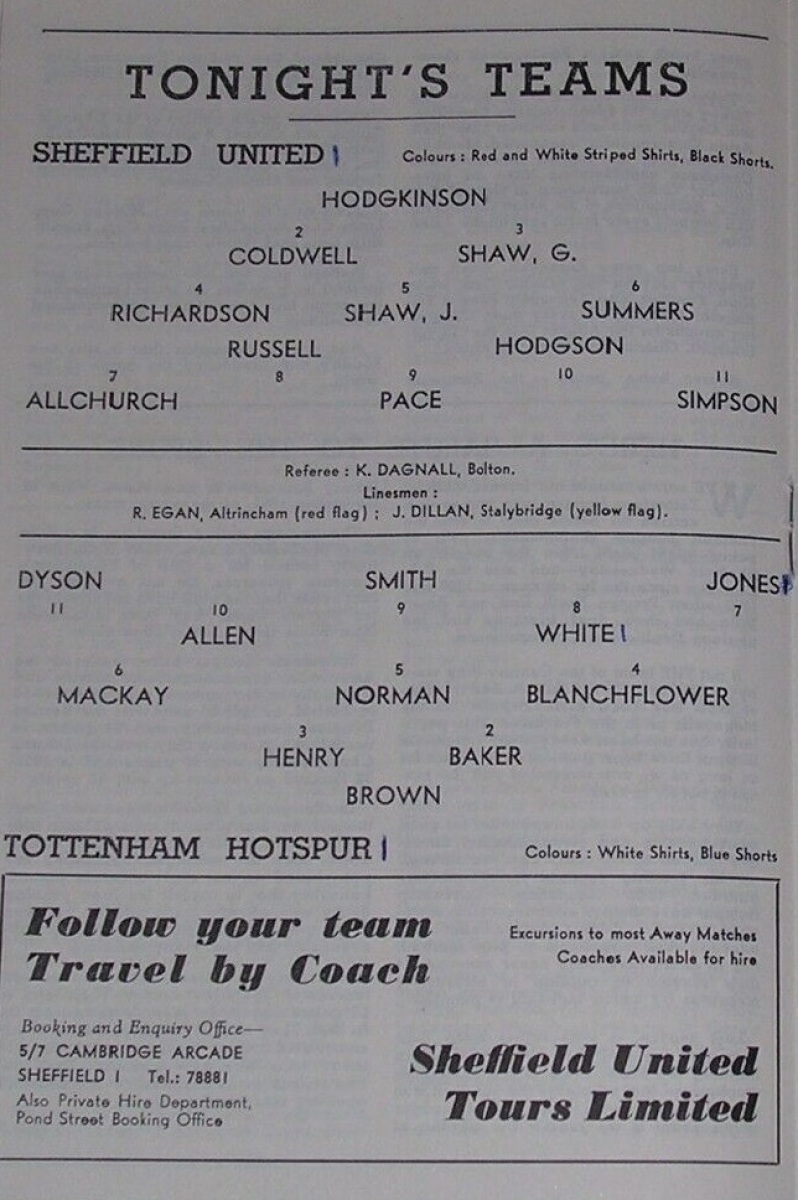 TONIGHT'S TEAMS
SHEFFIELD UNITED 1 Colours : Red and White Striped Shirts, Black Shorts.
HODGKINSON
2 3
COLDWELL SHAW, G.
4 5 6
RICHARDSON SHAW, J. SUMMERS
RUSSELL HODGSON
7 8 9 10 11
ALLCHURCH PACE SIMPSON
Referee : K. DAGNALL, Bolton.
Linesmen :
R. EGAN, Altrincham (red flag) ; J. DILLAN, Stalybridge (yellow flag).
DYSON SMITH JONES
11 10 9 8 7
ALLEN WHITE 1
6 5 4
MACKAY NORMAN BLANCHFLOWER
3 2
HENRY BAKER
BROWN
TOTTENHAM HOTSPUR 1 Colours : White Shirts, Blue Shorts
Follow your team
Travel by Coach
Excursions to most Away Matches
Coaches Available for hire
Booking and Enquiry Office—
5/7 CAMBRIDGE ARCADE
SHEFFIELD 1 Tel.: 78881
Also Private Hire Department,
Pond Street Booking Office
Sheffield United
Tours Limited